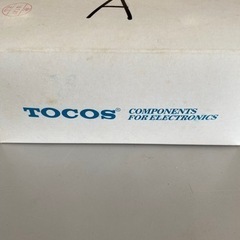 A
TOCOS® COMPONENTS
FOR ELECTRONICS